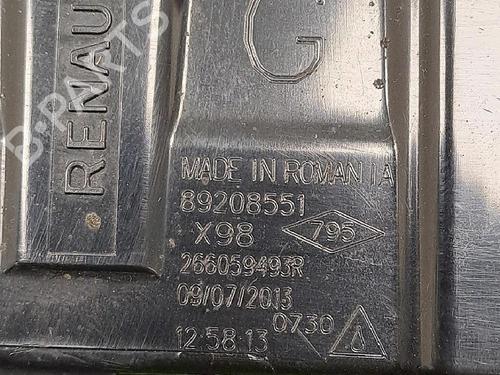 RENAU
G
MADE IN ROMANIA
89208551
X98
795
266059493R
09/07/2013
12:58:13
0730
B-PARTS